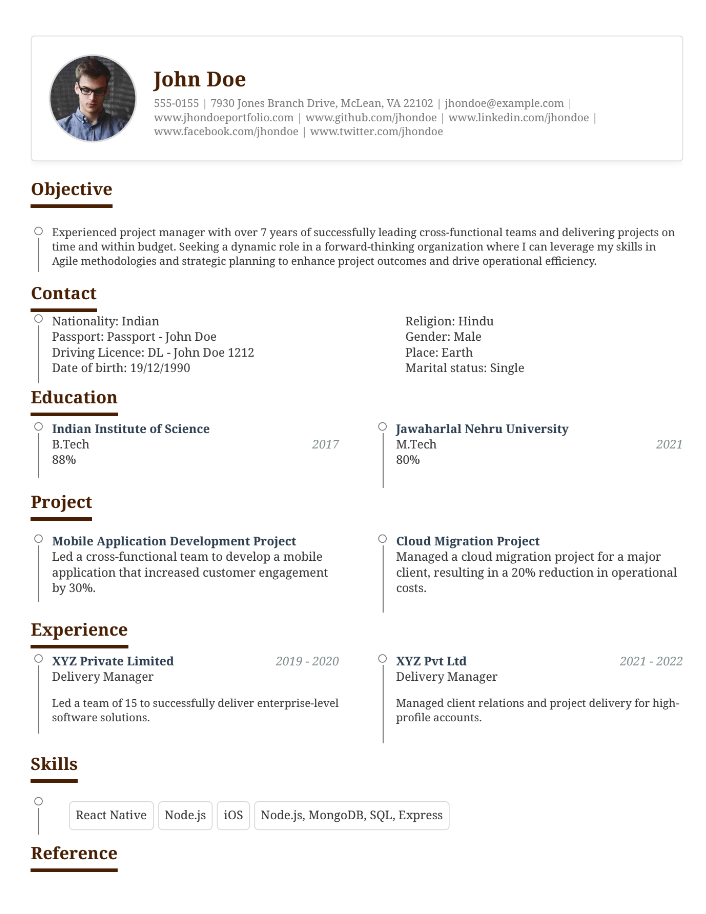 John Doe
555-0155 | 7930 Jones Branch Drive, McLean, VA 22102 | jhondoe@example.com |
www.jhondoeportfolio.com | www.github.com/jhondoe | www.linkedin.com/jhondoe |
www.facebook.com/jhondoe | www.twitter.com/jhondoe
Objective
Experienced project manager with over 7 years of successfully leading cross-functional teams and delivering projects on
time and within budget. Seeking a dynamic role in a forward-thinking organization where I can leverage my skills in
Agile methodologies and strategic planning to enhance project outcomes and drive operational efficiency.
Contact
Nationality: Indian
Passport: Passport - John Doe
Driving Licence: DL - John Doe 1212
Date of birth: 19/12/1990
Religion: Hindu
Gender: Male
Place: Earth
Marital status: Single
Education
Indian Institute of Science
B.Tech 2017
88%
Jawaharlal Nehru University
M.Tech 2021
80%
Project
Mobile Application Development Project
Led a cross-functional team to develop a mobile
application that increased customer engagement
by 30%.
Cloud Migration Project
Managed a cloud migration project for a major
client, resulting in a 20% reduction in operational
costs.
Experience
XYZ Private Limited 2019 - 2020
Delivery Manager
Led a team of 15 to successfully deliver enterprise-level
software solutions.
XYZ Pvt Ltd 2021 - 2022
Delivery Manager
Managed client relations and project delivery for high-
profile accounts.
Skills
React Native Node.js iOS Node.js, MongoDB, SQL, Express
Reference